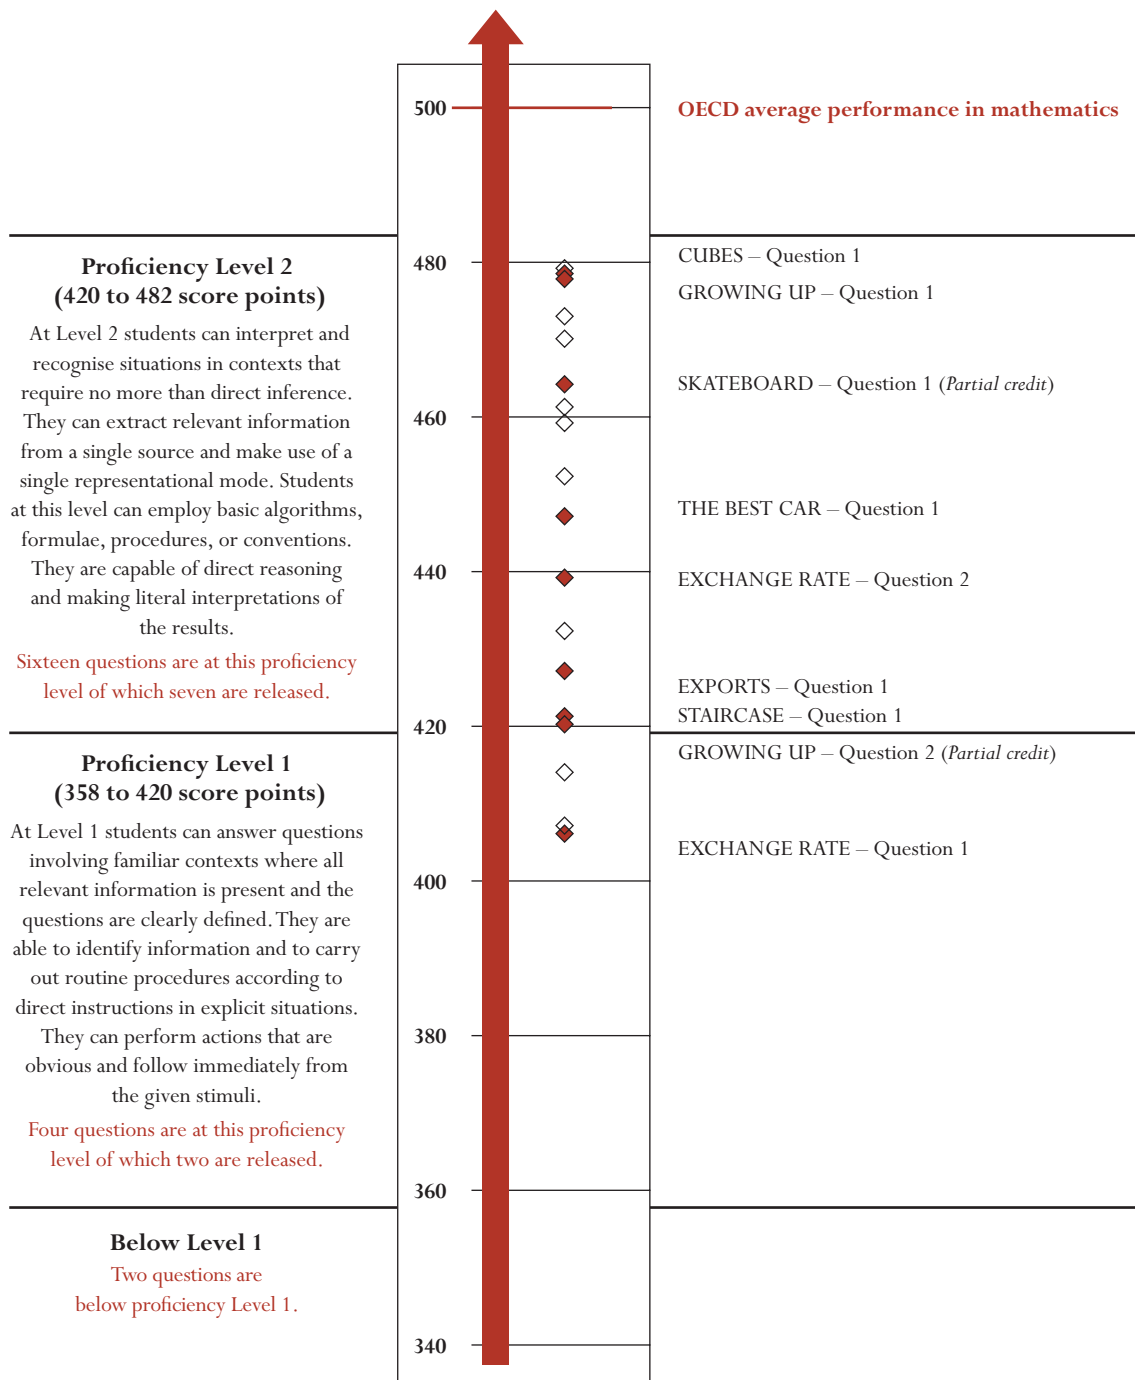 500
OECD average performance in mathematics
Proficiency Level 2
(420 to 482 score points)
At Level 2 students can interpret and
recognise situations in contexts that
require no more than direct inference.
They can extract relevant information
from a single source and make use of a
single representational mode. Students
at this level can employ basic algorithms,
formulae, procedures, or conventions.
They are capable of direct reasoning
and making literal interpretations of
the results.
Sixteen questions are at this proficiency
level of which seven are released.
480
460
440
420
CUBES – Question 1
GROWING UP – Question 1
SKATEBOARD – Question 1 (Partial credit)
THE BEST CAR – Question 1
EXCHANGE RATE – Question 2
EXPORTS – Question 1
STAIRCASE – Question 1
Proficiency Level 1
(358 to 420 score points)
At Level 1 students can answer questions
involving familiar contexts where all
relevant information is present and the
questions are clearly defined. They are
able to identify information and to carry
out routine procedures according to
direct instructions in explicit situations.
They can perform actions that are
obvious and follow immediately from
the given stimuli.
Four questions are at this proficiency
level of which two are released.
400
380
360
GROWING UP – Question 2 (Partial credit)
EXCHANGE RATE – Question 1
Below Level 1
Two questions are
below proficiency Level 1.
340